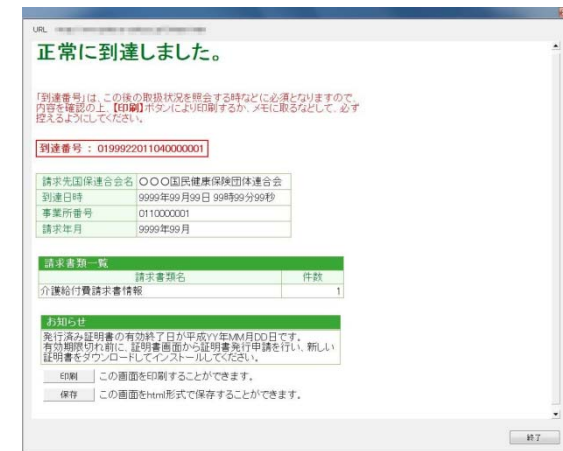 URL
正常に到達しました。
「到達番号」は、この後の取扱状況を照会する時などに必須となりますので、
内容を確認の上、【印刷】ボタンにより印刷するか、メモに取るなどして、必ず
控えるようにしてください。
到達番号 : 0199922011040000001
請求先国保連合会名 〇〇〇国民健康保険団体連合会
到達日時 9999年99月99日 99時99分99秒
事業所番号 0110000001
請求年月 9999年99月
請求書類一覧
請求書類名 件数
介護給付費請求書情報 1
お知らせ
発行済み証明書の有効終了日が平成YY年MM月DD日です。
有効期限切れ前に、証明書画面から証明書発行申請を行い、新しい
証明書をダウンロードしてインストールしてください。
印刷 この画面を印刷することができます。
保存 この画面をhtml形式で保存することができます。
終了